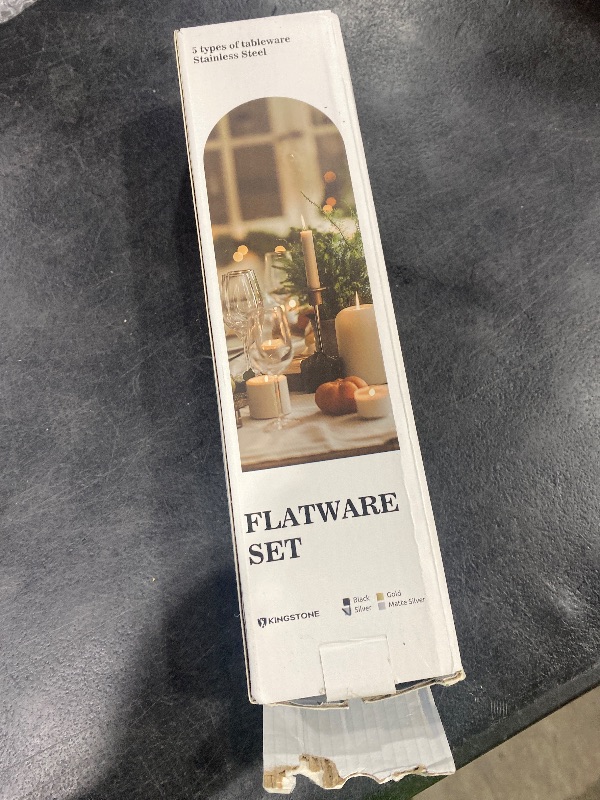 5 types of tableware
Stainless Steel
FLATWARE
SET
KINGSTONE
Black Gold
Silver Matte Silver